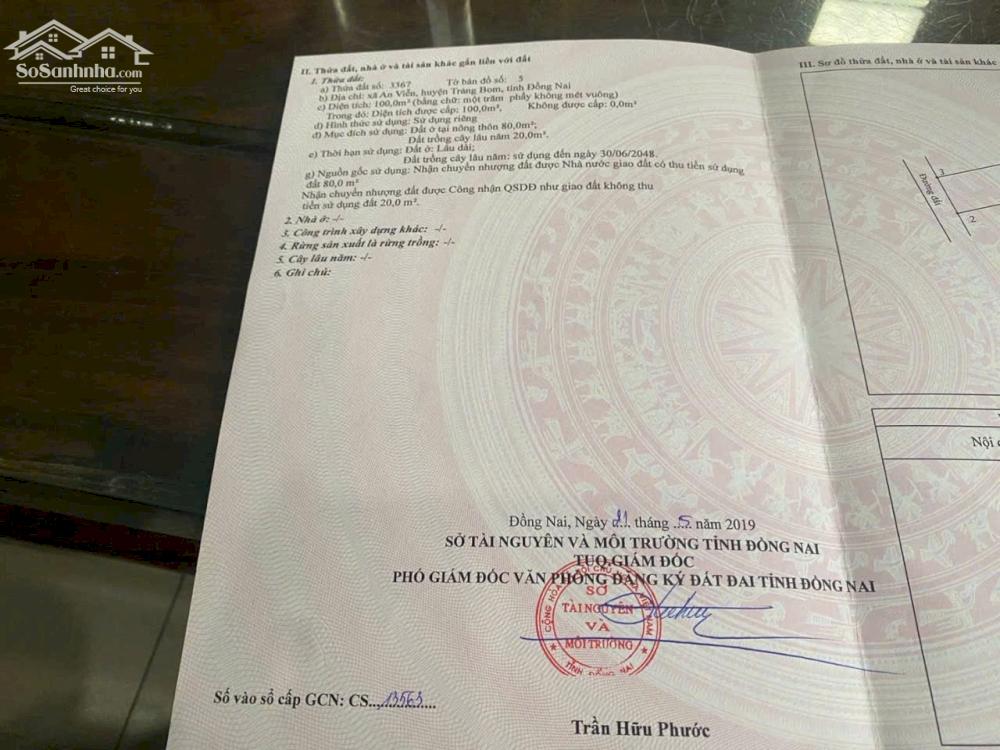 SoSanhnha.com
Great choice for you
II. Thửa đất, nhà ở và tài sản khác gắn liền với đất
1. Thửa đất:
a) Thửa đất số: 3367 Tờ bản đồ số: 5
b) Địa chỉ: xã An Viễn, huyện Trảng Bom, tỉnh Đồng Nai
c) Diện tích: 100,0m² (bằng chữ: một trăm phẩy không mét vuông)
Trong đó: Diện tích được cấp: 100,0m², Không được cấp: 0,0m²
d) Hình thức sử dụng: Sử dụng riêng
đ) Mục đích sử dụng: Đất ở tại nông thôn 80,0m²;
Đất trồng cây lâu năm 20,0m².
e) Thời hạn sử dụng: Đất ở: Lâu dài;
Đất trồng cây lâu năm: sử dụng đến ngày 30/06/2048.
g) Nguồn gốc sử dụng: Nhận chuyển nhượng đất được Nhà nước giao đất có thu tiền sử dụng
đất 80,0 m²
Nhận chuyển nhượng đất được Công nhận QSDĐ như giao đất không thu
tiền sử dụng đất 20,0 m².
2. Nhà ở: -/-
3. Công trình xây dựng khác: -/-
4. Rừng sản xuất là rừng trồng: -/-
5. Cây lâu năm: -/-
6. Ghi chú:
III. Sơ đồ thửa đất, nhà ở và tài sản khác
3
Đường đất
2
Nội
Đồng Nai, Ngày 21 tháng 5 năm 2019
SỞ TÀI NGUYÊN VÀ MÔI TRƯỜNG TỈNH ĐỒNG NAI
TUQ.GIÁM ĐỐC
PHÓ GIÁM ĐỐC VĂN PHÒNG ĐĂNG KÝ ĐẤT ĐAI TỈNH ĐỒNG NAI
SỞ
TÀI NGUYÊN
VÀ
MÔI TRƯỜNG
TỈNH ĐỒNG NAI
Số vào sổ cấp GCN: CS...13563....
Trần Hữu Phước